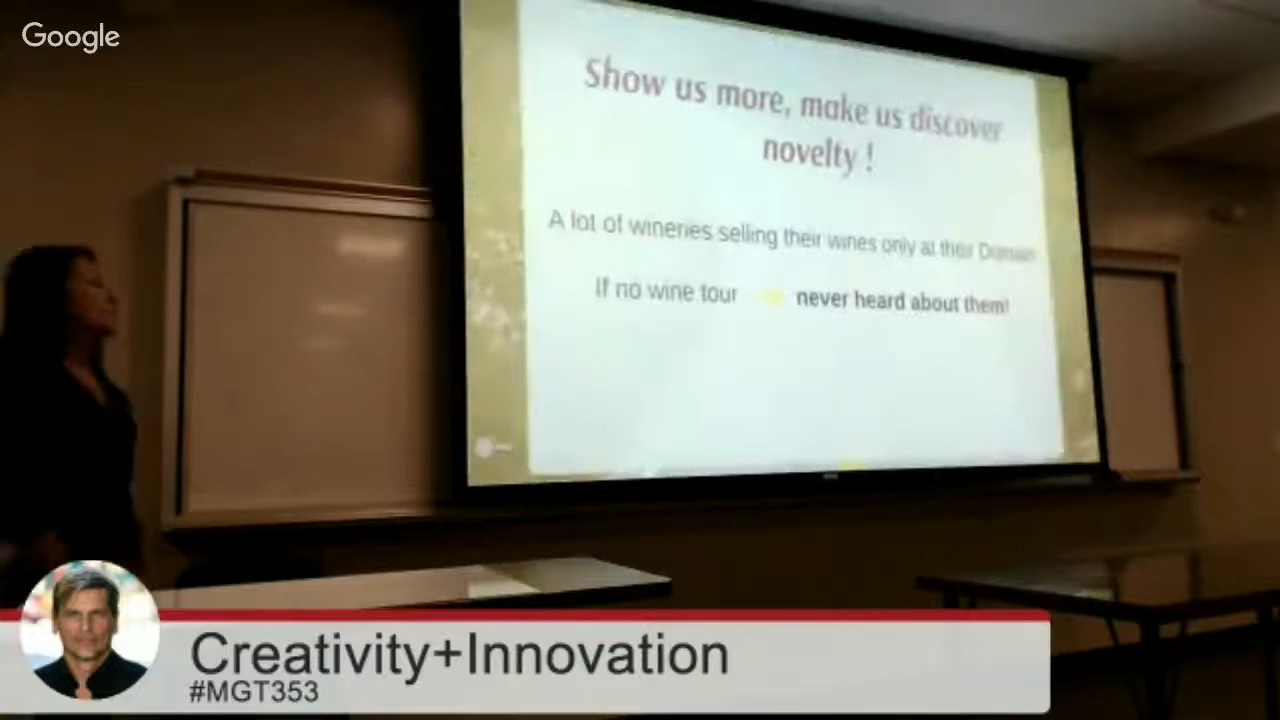 Google
Show us more, make us discover
novelty !
A lot of wineries selling their wines only at their Domain
If no wine tour never heard about them!
Creativity+Innovation
#MGT353